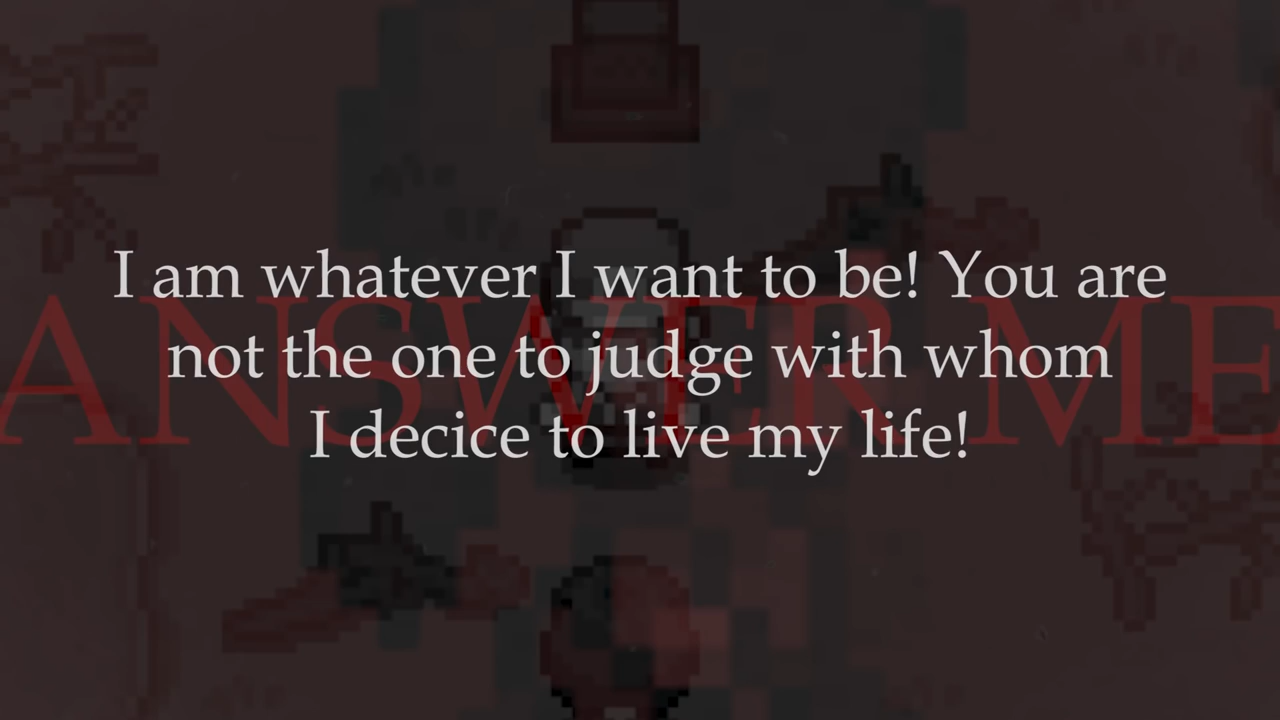 I am whatever I want to be! You are
ANSWER ME
not the one to judge with whom
I decice to live my life!